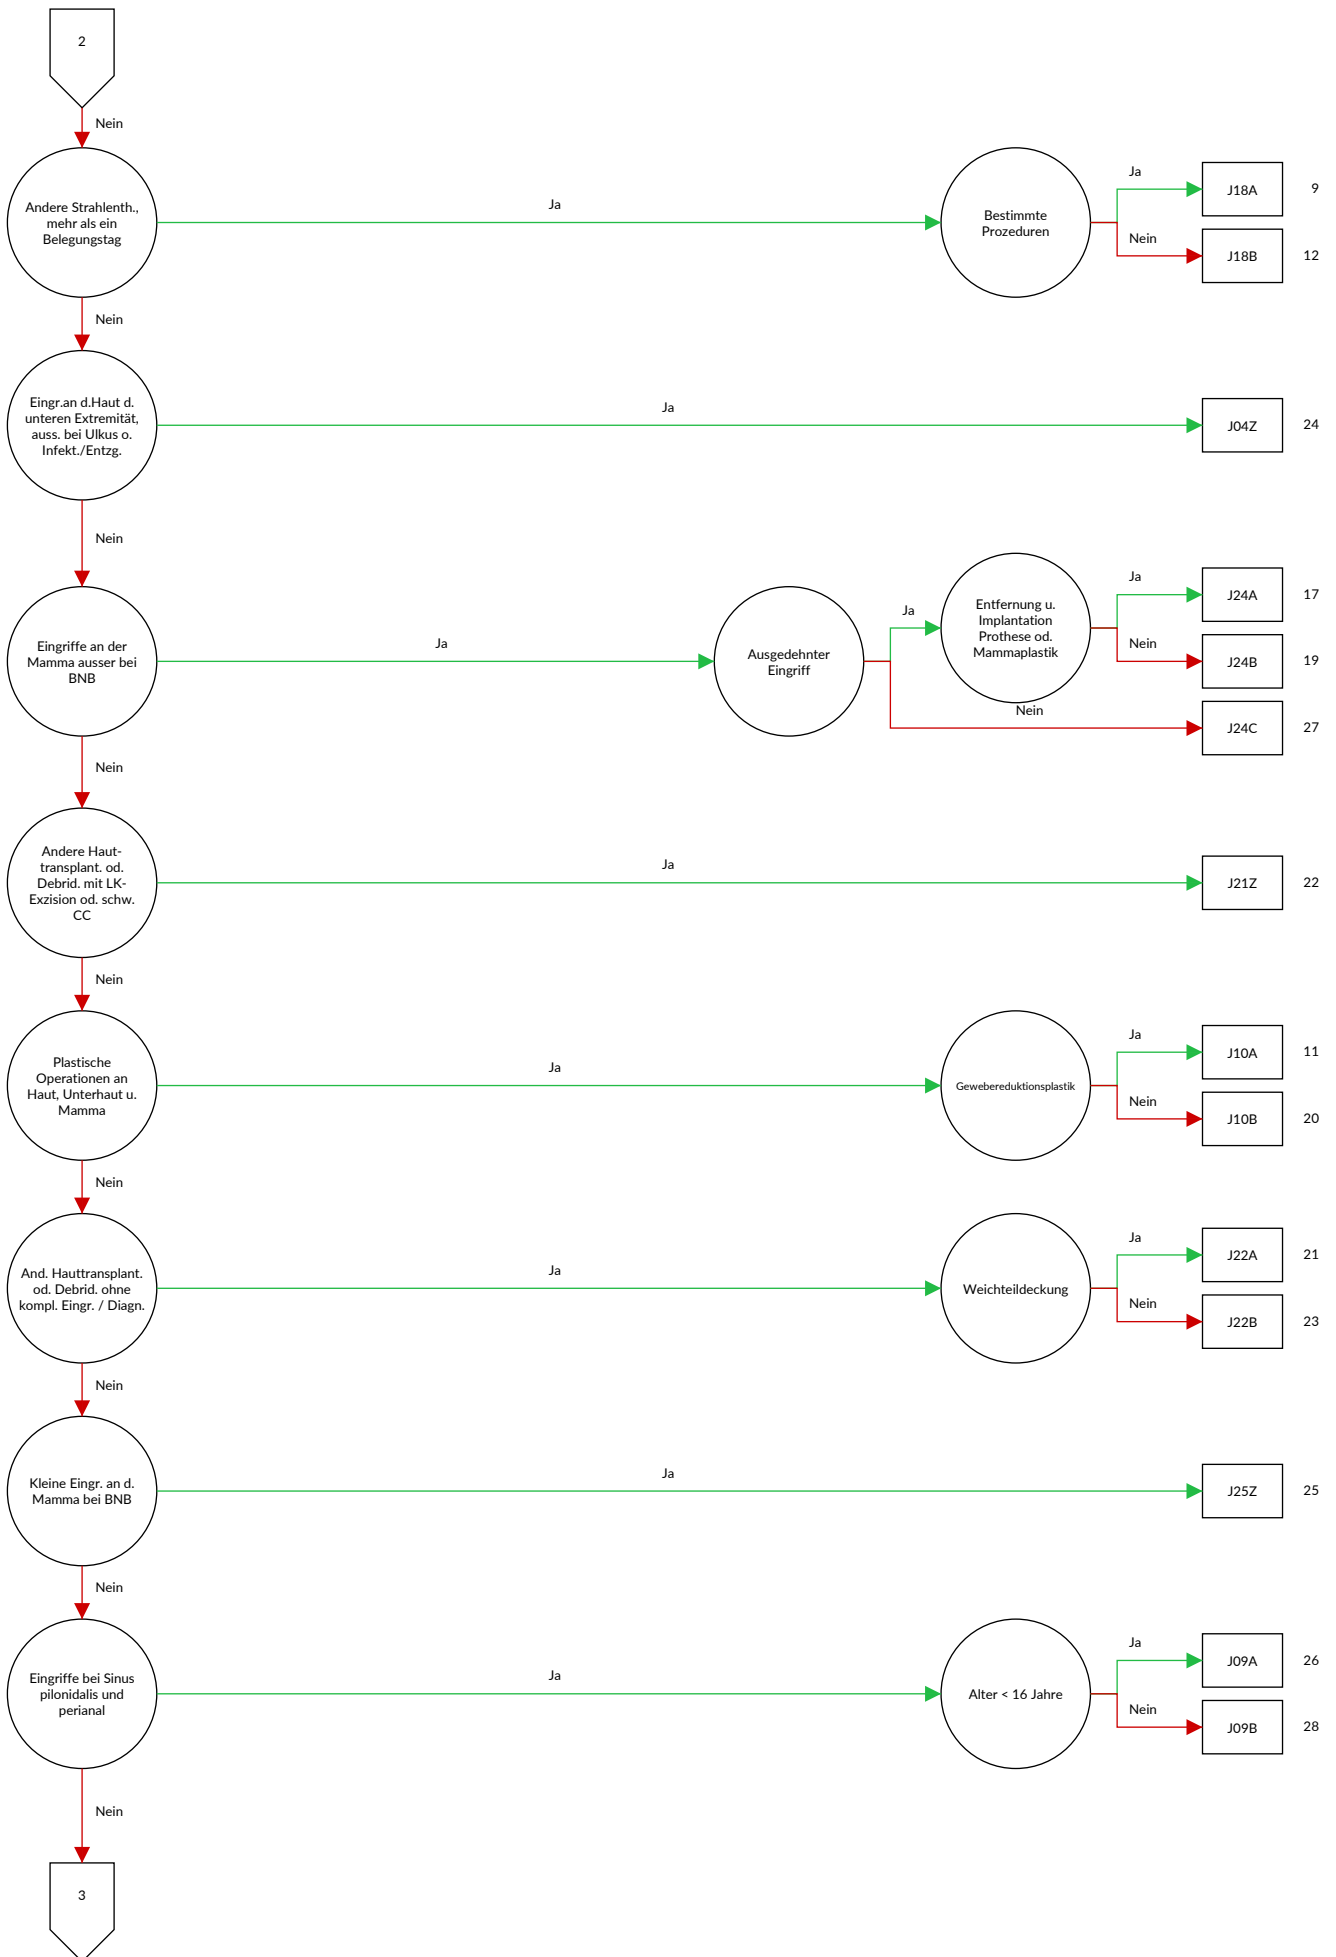 2
Nein
Andere Strahlenth.,
mehr als ein
Belegungstag
Ja
Bestimmte
Prozeduren
Ja
J18A
9
Nein
J18B
12
Nein
Eingr.an d.Haut d.
unteren Extremität,
auss. bei Ulkus o.
Infekt./Entzg.
Ja
J04Z
24
Nein
Eingriffe an der
Mamma ausser bei
BNB
Ja
Ausgedehnter
Eingriff
Ja
Entfernung u.
Implantation
Prothese od.
Mammaplastik
Ja
J24A
17
Nein
J24B
19
Nein
J24C
27
Nein
Andere Haut-
transplant. od.
Debrid. mit LK-
Exzision od. schw.
CC
Ja
J21Z
22
Nein
Plastische
Operationen an
Haut, Unterhaut u.
Mamma
Ja
Gewebereduktionsplastik
Ja
J10A
11
Nein
J10B
20
Nein
And. Hauttransplant.
od. Debrid. ohne
kompl. Eingr. / Diagn.
Ja
Weichteildeckung
Ja
J22A
21
Nein
J22B
23
Nein
Kleine Eingr. an d.
Mamma bei BNB
Ja
J25Z
25
Nein
Eingriffe bei Sinus
pilonidalis und
perianal
Ja
Alter < 16 Jahre
Ja
J09A
26
Nein
J09B
28
Nein
3